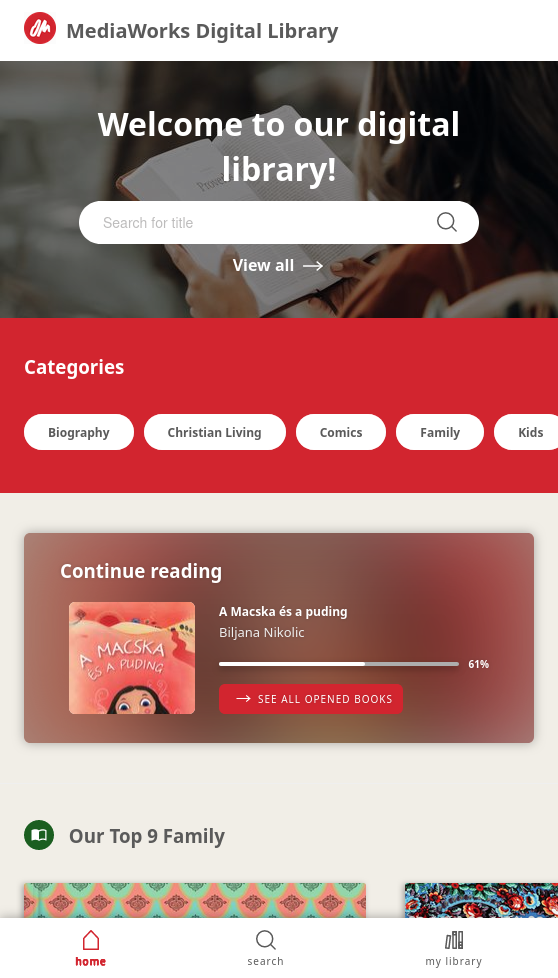 MediaWorks Digital Library
Welcome to our digital
library!
Search for title
View all
Categories
Biography
Christian Living
Comics
Family
Kids
Continue reading
A MACSKA
ÉS A PUDING
A Macska és a puding
Biljana Nikolic
61%
SEE ALL OPENED BOOKS
Our Top 9 Family
home
search
my library